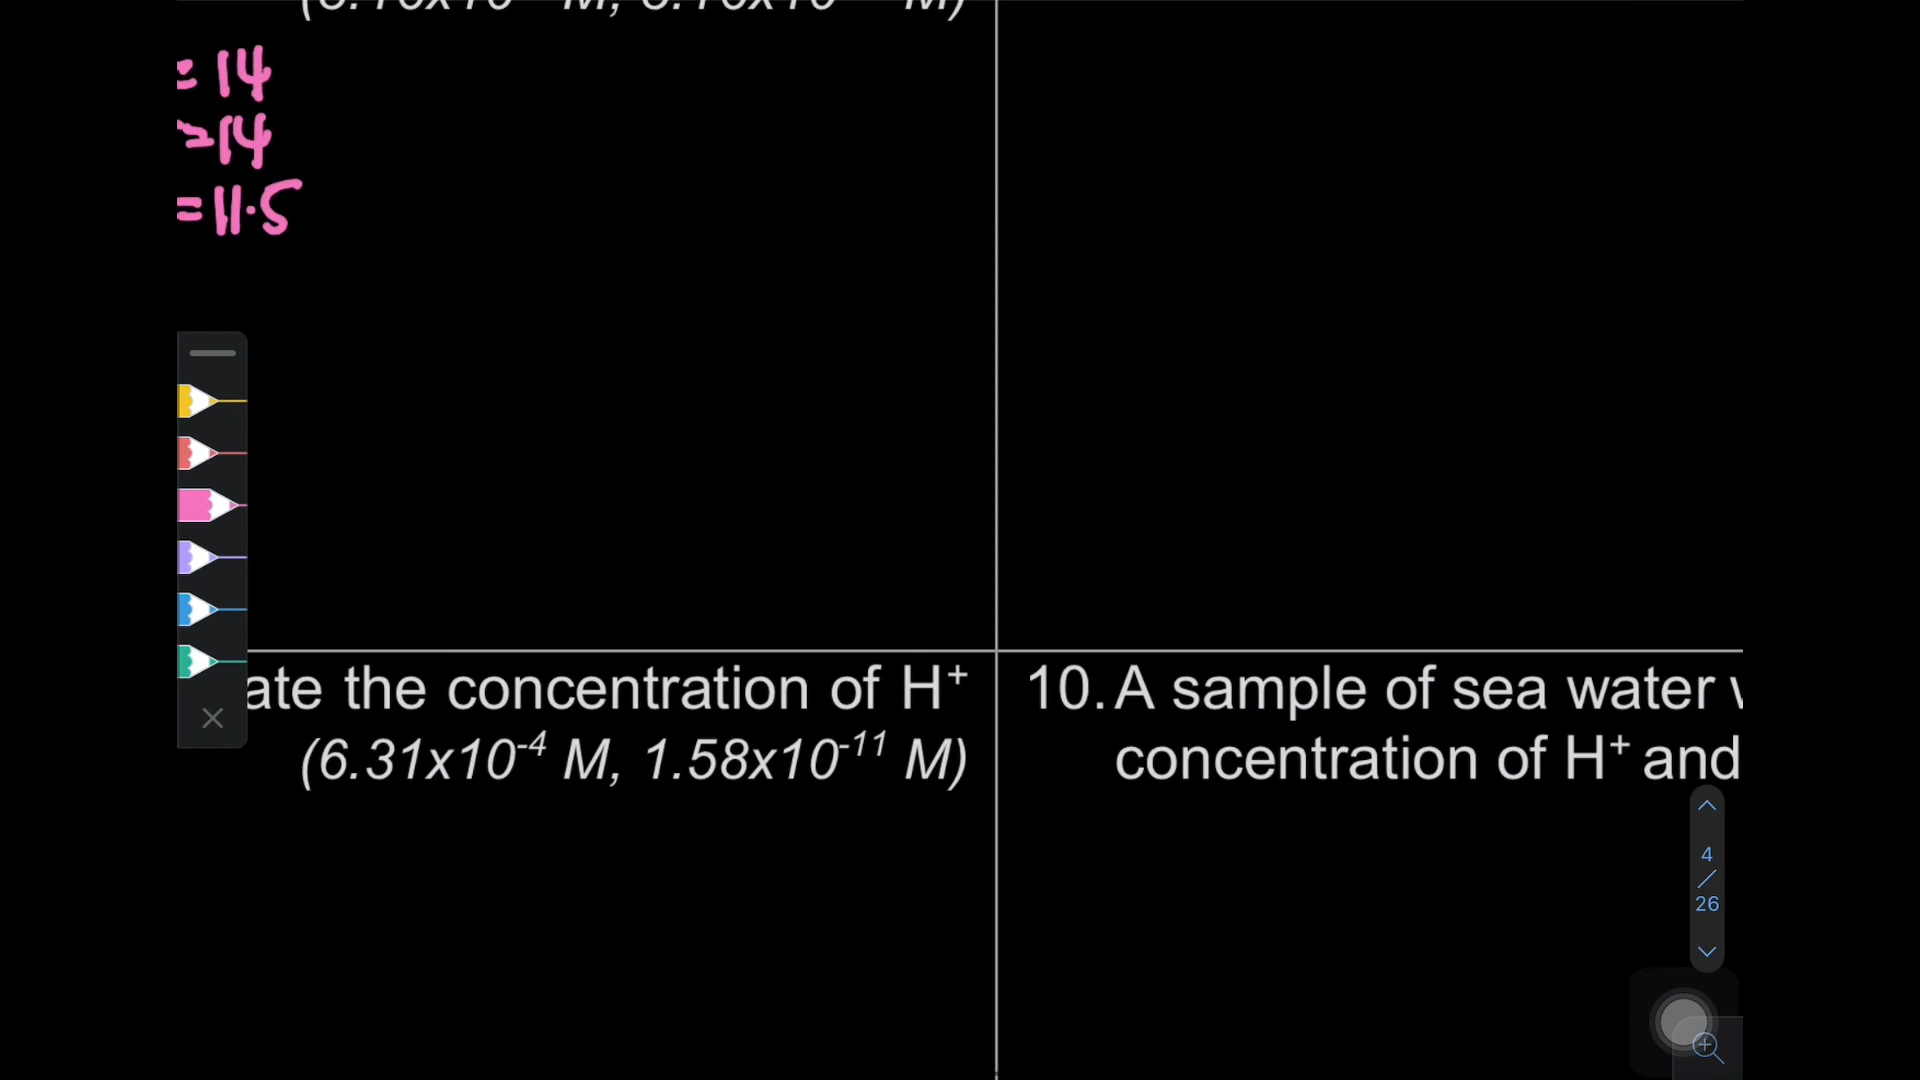 = 14
=14
=11.5
ate the concentration of H⁺
(6.31x10⁻⁴ M, 1.58x10⁻¹¹ M)
10. A sample of sea water
concentration of H⁺ and
4
/
26